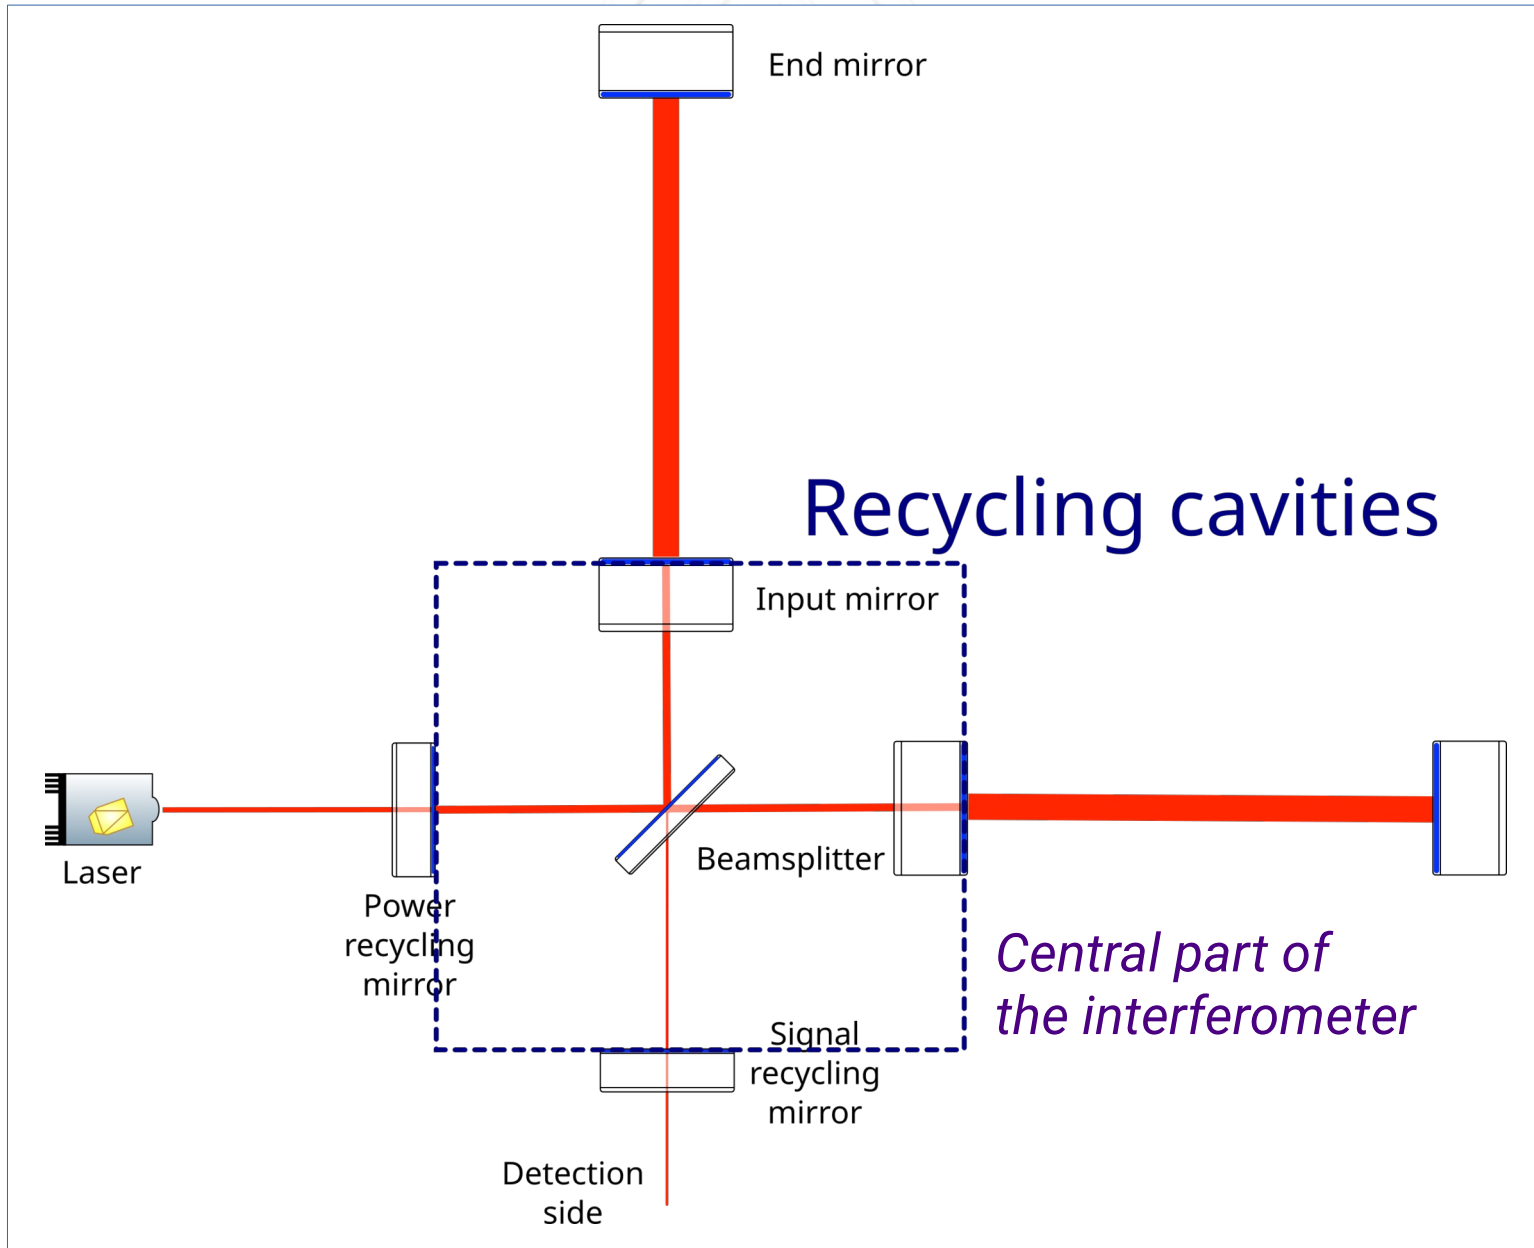 End mirror
Recycling cavities
Input mirror
Laser
Beamsplitter
Power
recycling
mirror
Central part of
the interferometer
Signal
recycling
mirror
Detection
side